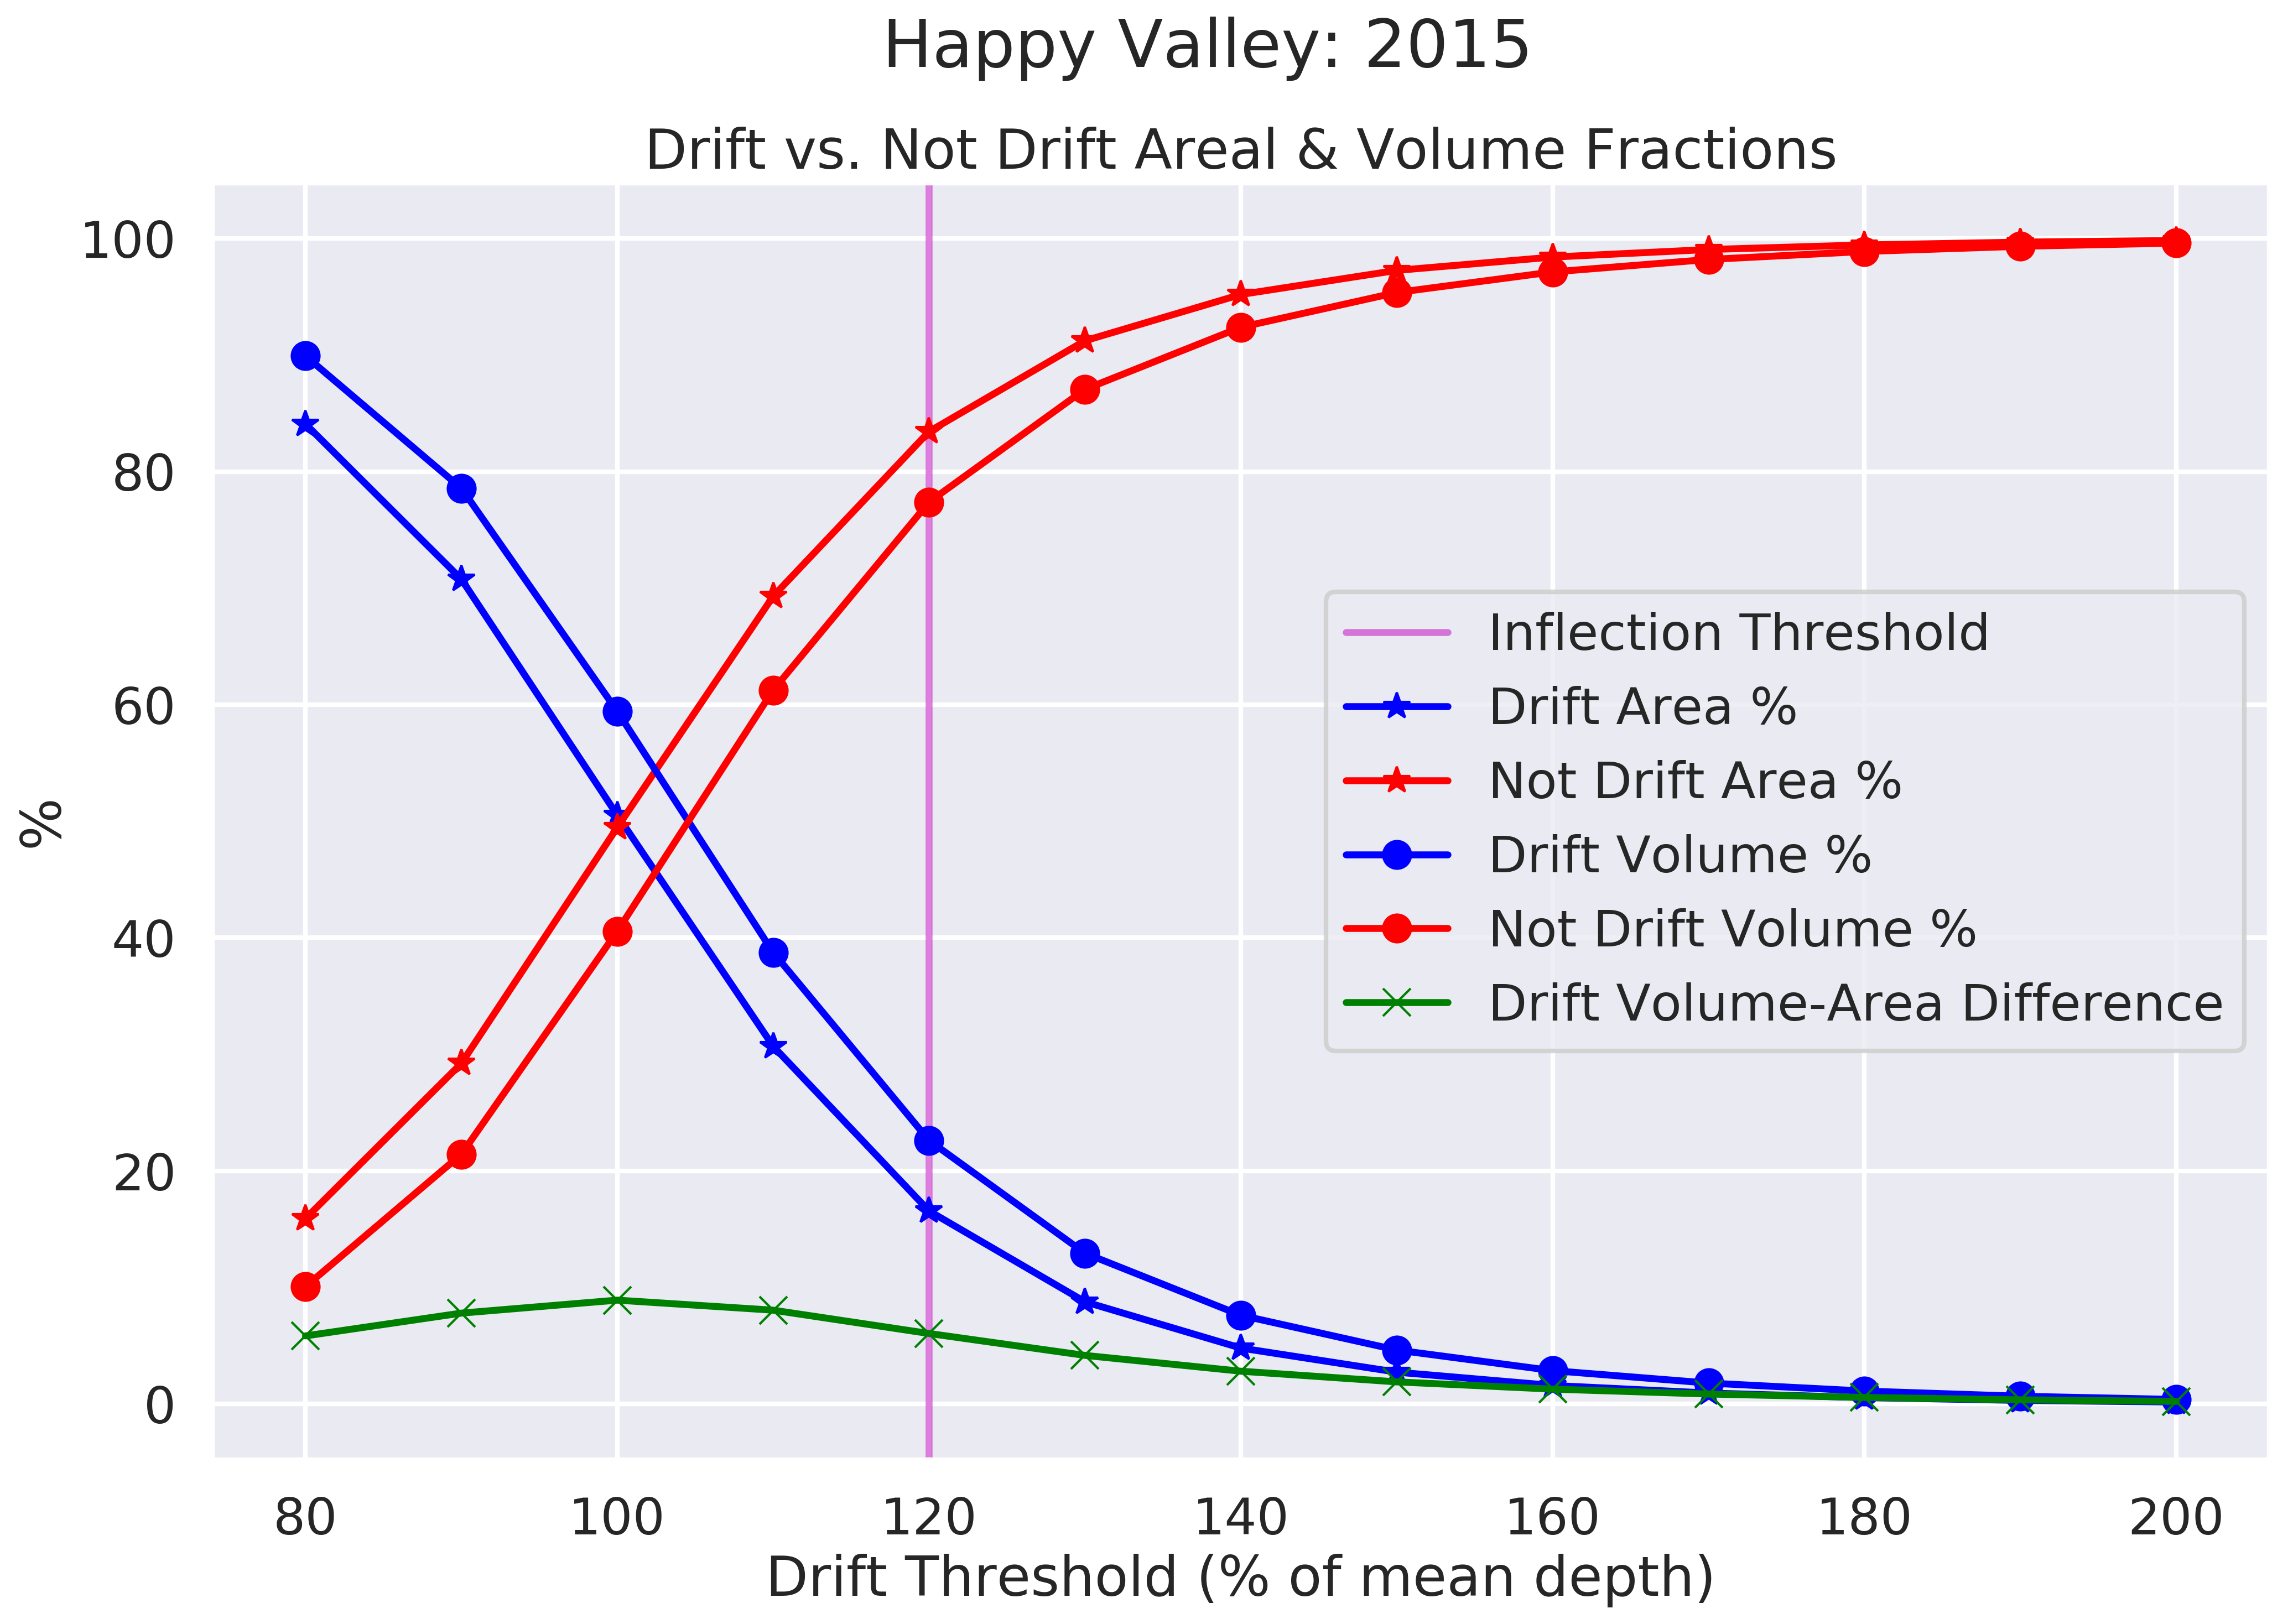 Happy Valley: 2015
Drift vs. Not Drift Areal & Volume Fractions
100
80
60
40
20
0
%
Inflection Threshold
Drift Area %
Not Drift Area %
Drift Volume %
Not Drift Volume %
Drift Volume-Area Difference
80 100 120 140 160 180 200
Drift Threshold (% of mean depth)